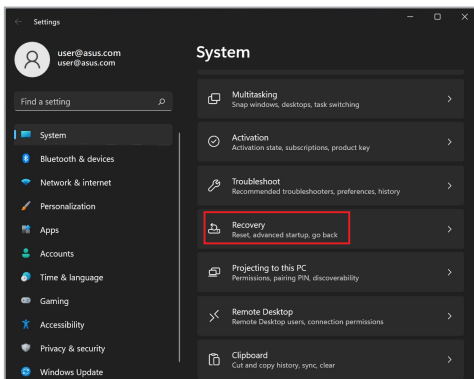 Settings
user@asus.com
user@asus.com
Find a setting
System
Bluetooth & devices
Network & internet
Personalization
Apps
Accounts
Time & language
Gaming
Accessibility
Privacy & security
Windows Update
System
Multitasking
Snap windows, desktops, task switching
Activation
Activation state, subscriptions, product key
Troubleshoot
Recommended troubleshooters, preferences, history
Recovery
Reset, advanced startup, go back
Projecting to this PC
Permissions, pairing PIN, discoverability
Remote Desktop
Remote Desktop users, connection permissions
Clipboard
Cut and copy history, sync, clear